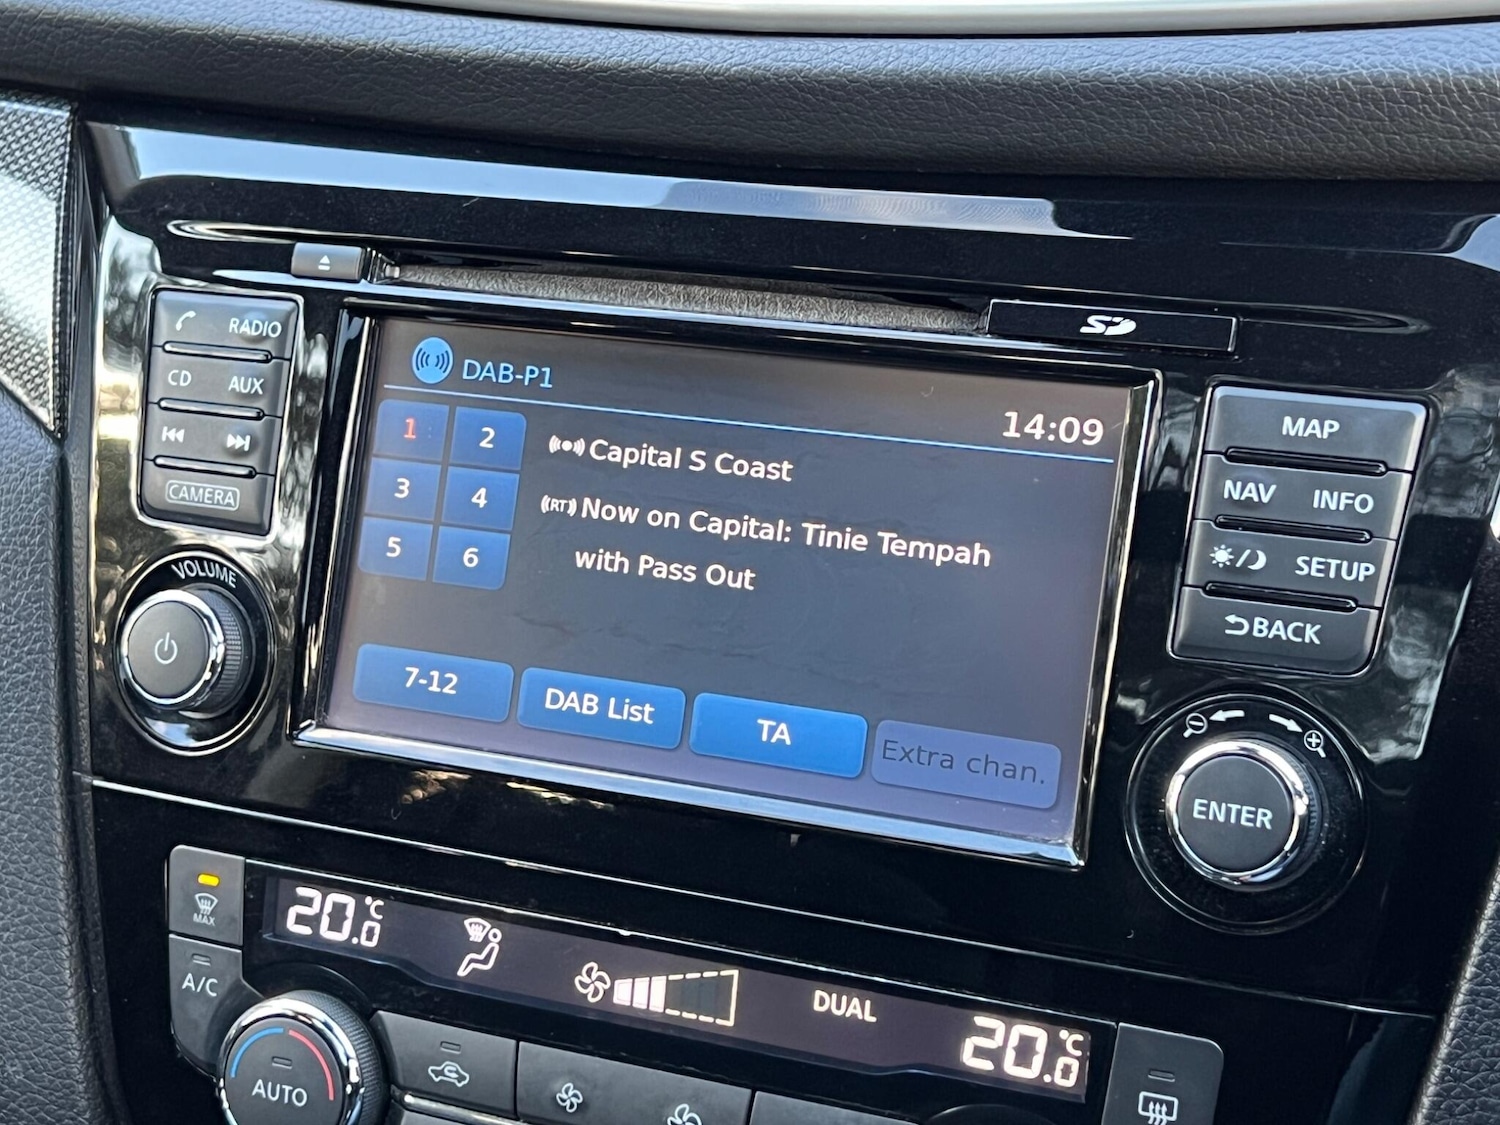 SD
RADIO
CD AUX
CAMERA
VOLUME
DAB-P1
14:09
1 2
3 4
5 6
Capital S Coast
RT Now on Capital: Tinie Tempah
with Pass Out
7-12 DAB List TA Extra chan.
MAP
NAV INFO
SETUP
BACK
ENTER
MAX
A/C
20.0°C
DUAL
20.0°C
AUTO